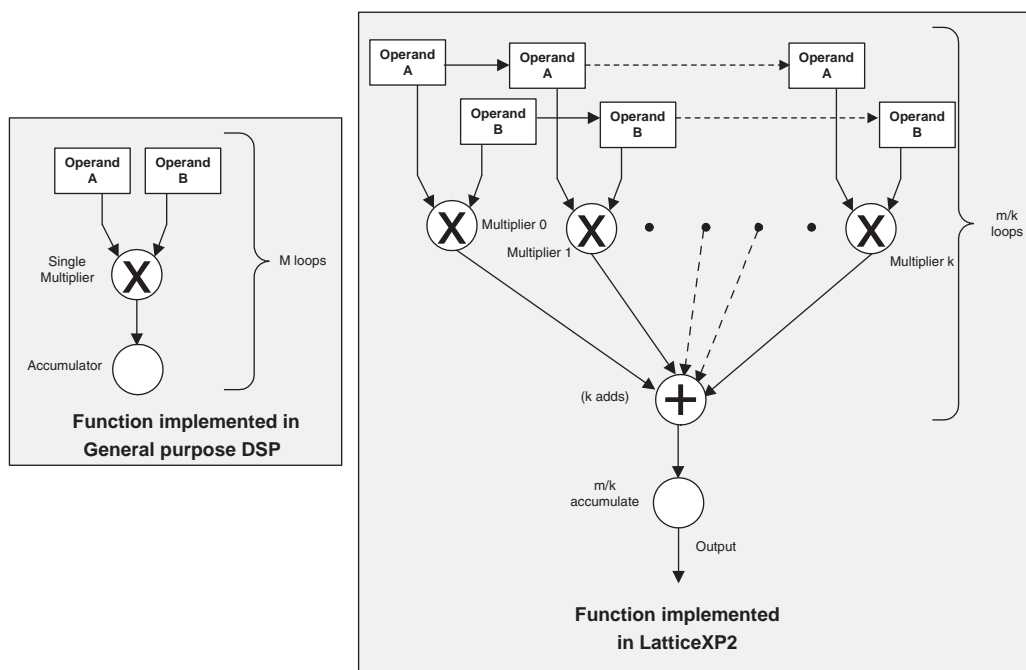 Operand
A
Operand
B
Single
Multiplier
X
M loops
Accumulator
Function implemented in
General purpose DSP
Operand
A
Operand
A
Operand
A
Operand
B
Operand
B
Operand
B
X
Multiplier 0
X
Multiplier 1
X
Multiplier k
m/k
loops
(k adds)
+
m/k
accumulate
Output
Function implemented
in LatticeXP2